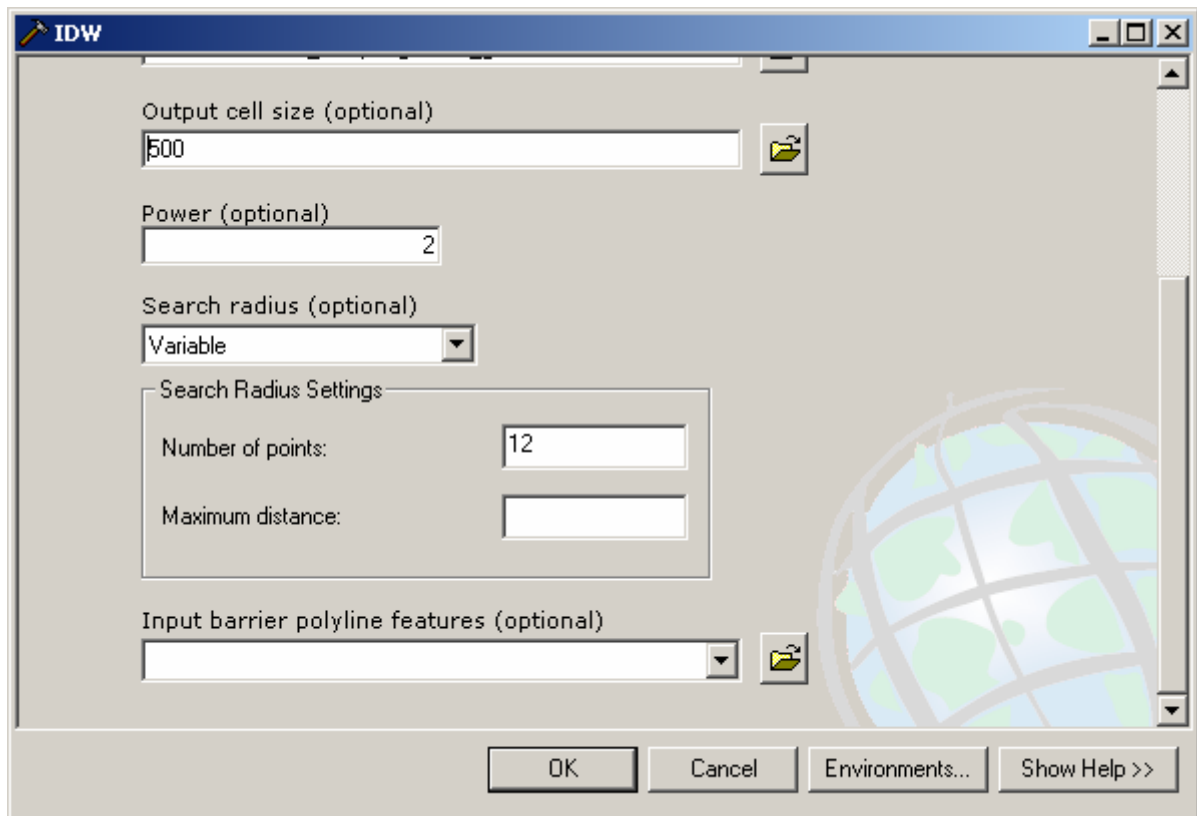 IDW
Output cell size (optional)
500
Power (optional)
2
Search radius (optional)
Variable
Search Radius Settings
Number of points:
12
Maximum distance:
Input barrier polyline features (optional)
OK
Cancel
Environments...
Show Help >>